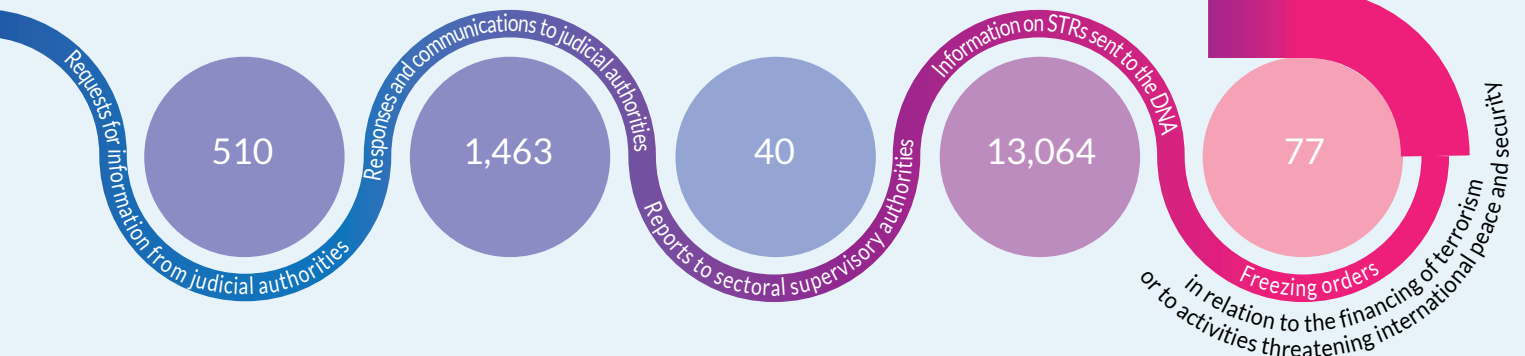 Requests for information from judicial authorities
510
Responses and communications to judicial authorities
1,463
Reports to sectoral supervisory authorities
40
Information on STRs sent to the DNA
13,064
Freezing orders
in relation to the financing of terrorism
or to activities threatening international peace and security
77